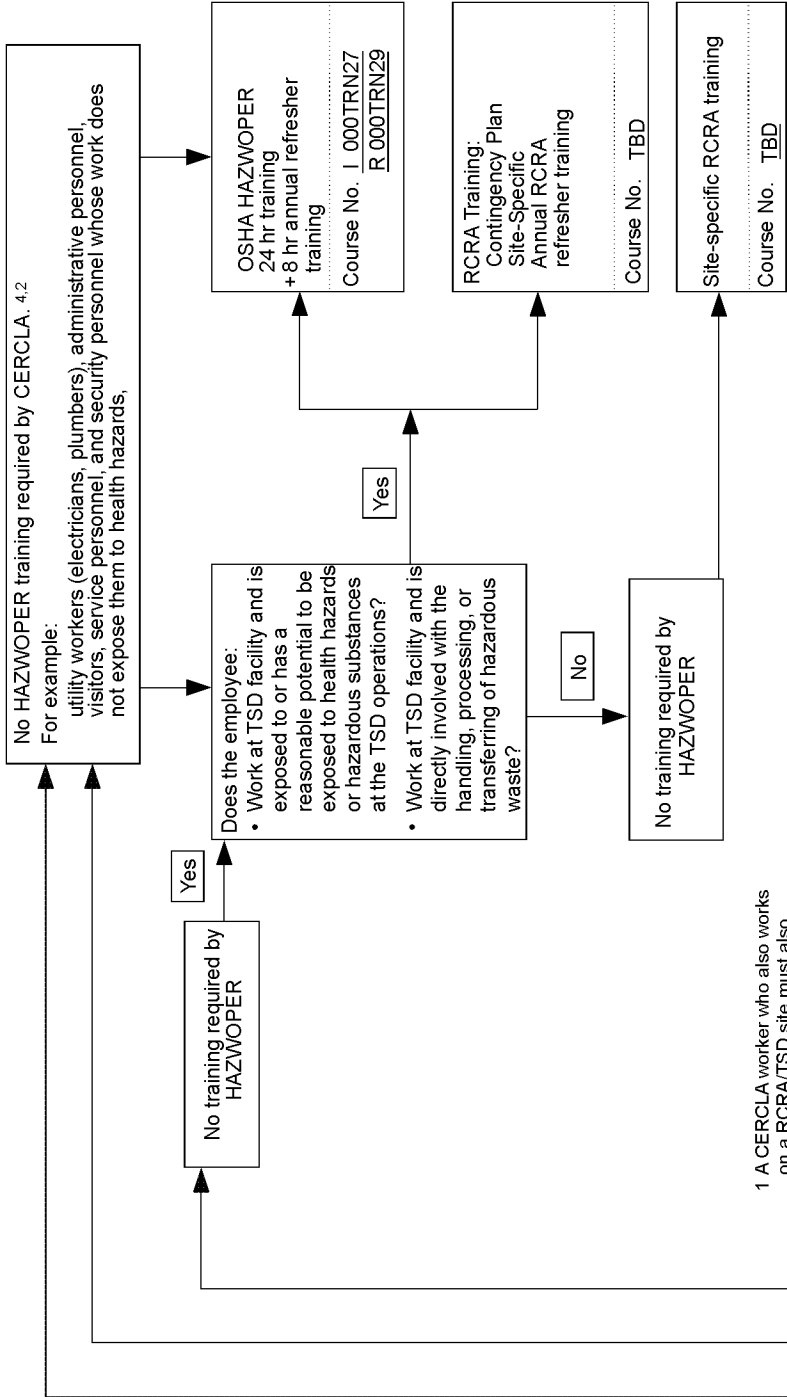 No HAZWOPER training required by CERCLA. 4,2
For example:
utility workers (electricians, plumbers), administrative personnel,
visitors, service personnel, and security personnel whose work does
not expose them to health hazards,
No training required by
HAZWOPER
Yes
Does the employee:
• Work at TSD facility and is
exposed to or has a
reasonable potential to be
exposed to health hazards
or hazardous substances
at the TSD operations?
• Work at TSD facility and is
directly involved with the
handling, processing, or
transferring of hazardous
waste?
Yes
OSHA HAZWOPER
24 hr training
+ 8 hr annual refresher
training
Course No. I 000TRN27
R 000TRN29
RCRA Training:
Contingency Plan
Site-Specific
Annual RCRA
refresher training
Course No. TBD
No
No training required by
HAZWOPER
Site-specific RCRA training
Course No. TBD
1 A CERCLA worker who also works
on a RCRA/TSD site must also